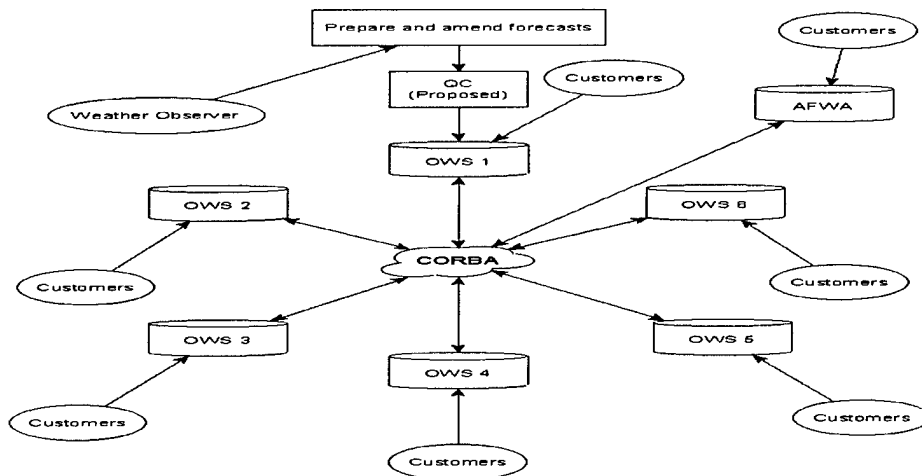 Prepare and amend forecasts
Customers
QC
(Proposed)
Customers
Weather Observer
AFWA
OWS 1
OWS 2
OWS 6
CORBA
Customers
Customers
OWS 3
OWS 5
OWS 4
Customers
Customers
Customers